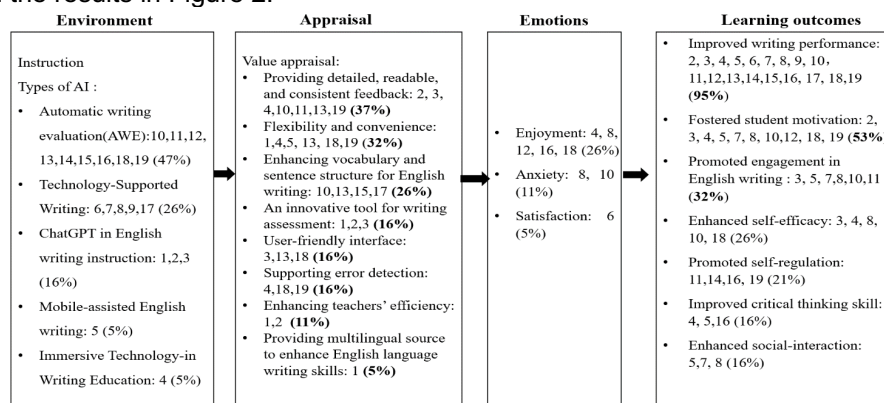 the results in Figure 2.
Environment
Instruction
Types of AI :
• Automatic writing
evaluation(AWE):10,11,12,
13,14,15,16,18,19 (47%)
• Technology-Supported
Writing: 6,7,8,9,17 (26%)
• ChatGPT in English
writing instruction: 1,2,3
(16%)
• Mobile-assisted English
writing: 5 (5%)
• Immersive Technology-in
Writing Education: 4 (5%)
Appraisal
Value appraisal:
• Providing detailed, readable,
and consistent feedback: 2, 3,
4,10,11,13,19 (37%)
• Flexibility and convenience:
1,4,5, 13, 18,19 (32%)
• Enhancing vocabulary and
sentence structure for English
writing: 10,13,15,17 (26%)
• An innovative tool for writing
assessment: 1,2,3 (16%)
• User-friendly interface:
3,13,18 (16%)
• Supporting error detection:
4,18,19 (16%)
• Enhancing teachers’ efficiency:
1,2 (11%)
• Providing multilingual source
to enhance English language
writing skills: 1 (5%)
Emotions
• Enjoyment: 4, 8,
12, 16, 18 (26%)
• Anxiety: 8, 10
(11%)
• Satisfaction: 6
(5%)
Learning outcomes
• Improved writing performance:
2, 3, 4, 5, 6, 7, 8, 9, 10，
11,12,13,14,15,16, 17, 18,19
(95%)
• Fostered student motivation: 2,
3, 4, 5, 7, 8, 10,12, 18, 19 (53%)
• Promoted engagement in
English writing : 3, 5, 7,8,10,11
(32%)
• Enhanced self-efficacy: 3, 4, 8,
10, 18 (26%)
• Promoted self-regulation:
11,14,16, 19 (21%)
• Improved critical thinking skill:
4, 5,16 (16%)
• Enhanced social-interaction:
5,7, 8 (16%)